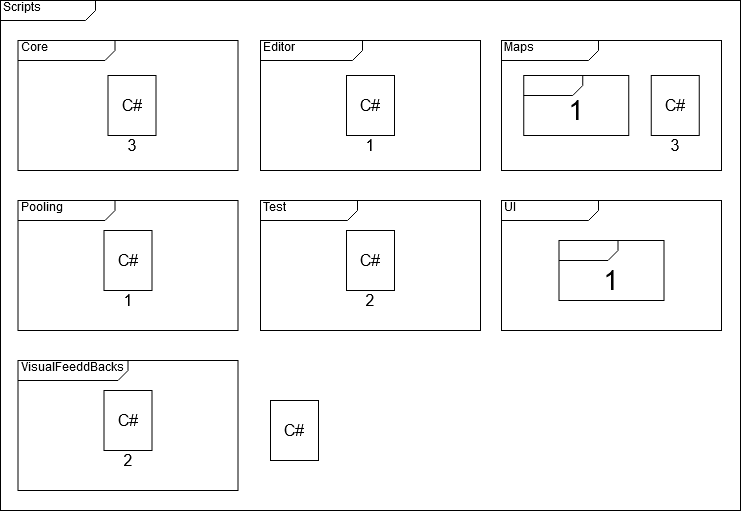 Scripts
Core
C#
3
Editor
C#
1
Maps
1
C#
3
Pooling
C#
1
Test
C#
2
UI
1
VisualFeeddBacks
C#
2
C#